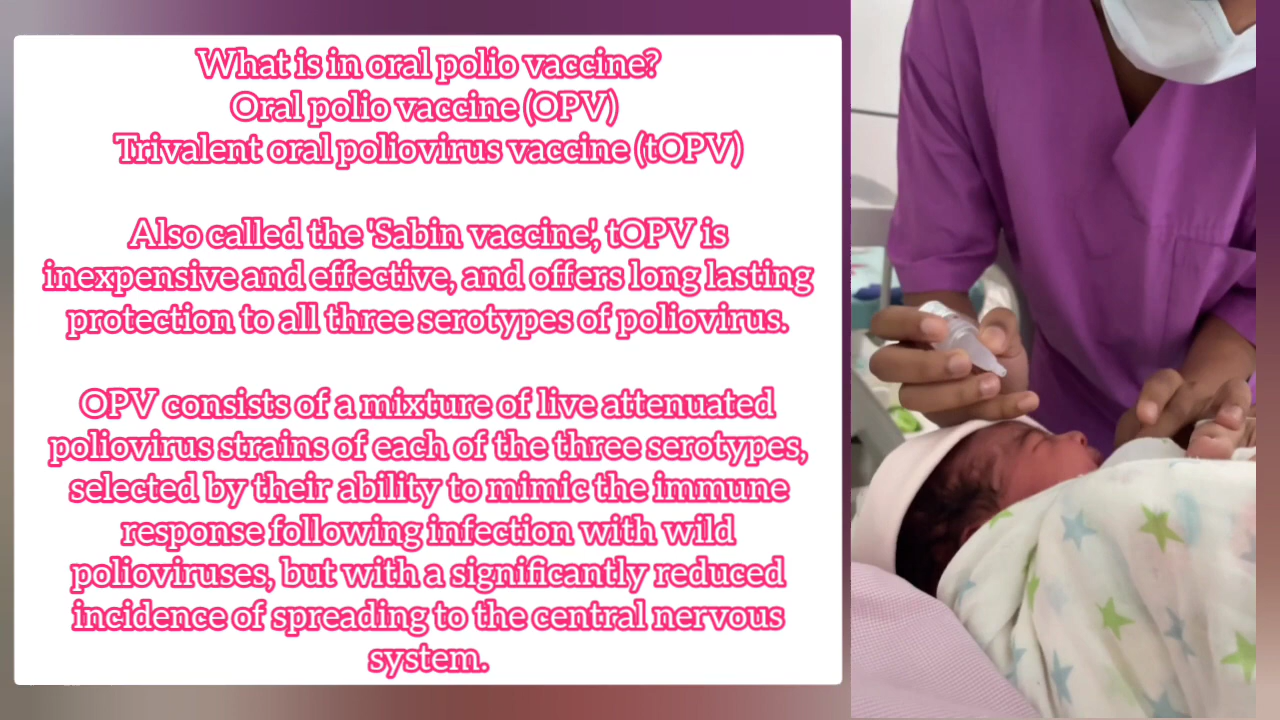 What is in oral polio vaccine?
Oral polio vaccine (OPV)
Trivalent oral poliovirus vaccine (tOPV)
Also called the 'Sabin vaccine', tOPV is
inexpensive and effective, and offers long lasting
protection to all three serotypes of poliovirus.
OPV consists of a mixture of live attenuated
poliovirus strains of each of the three serotypes,
selected by their ability to mimic the immune
response following infection with wild
polioviruses, but with a significantly reduced
incidence of spreading to the central nervous
system.